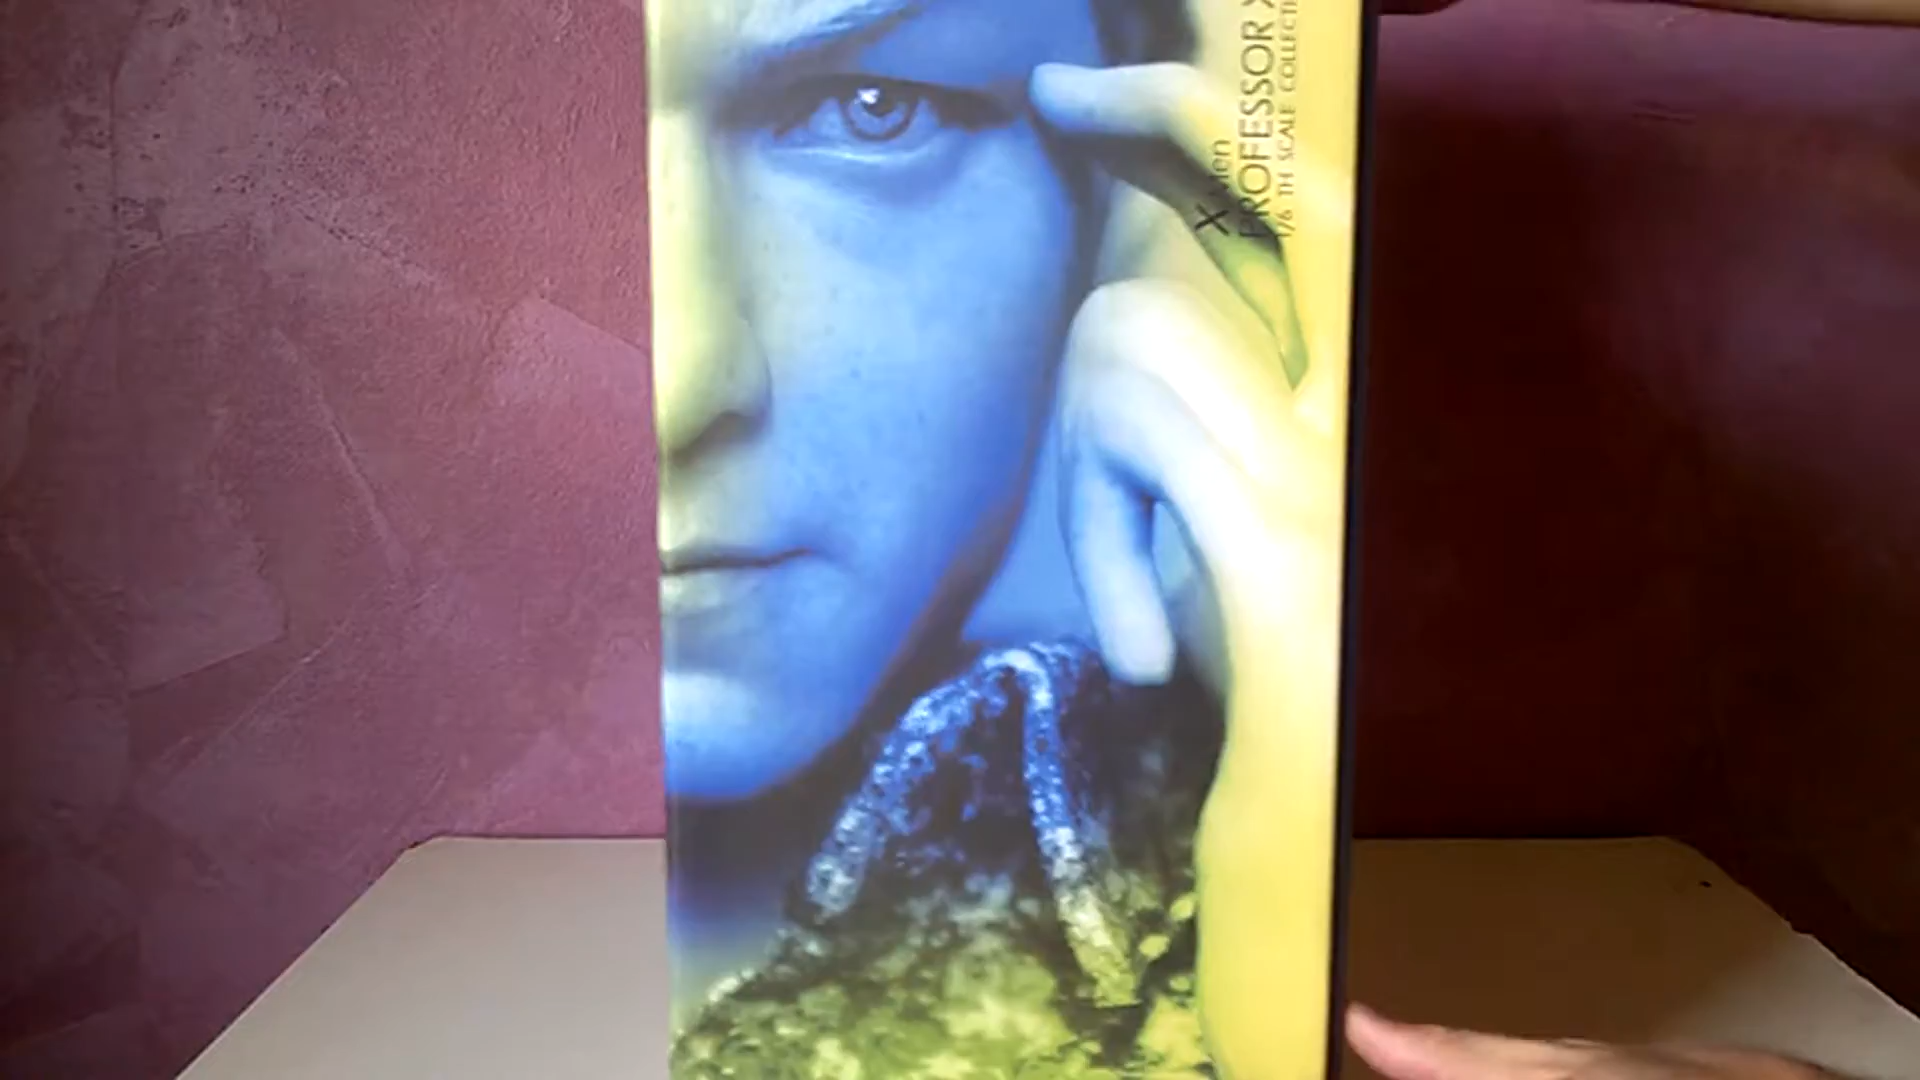 X Men
PROFESSOR X
1/6 TH SCALE